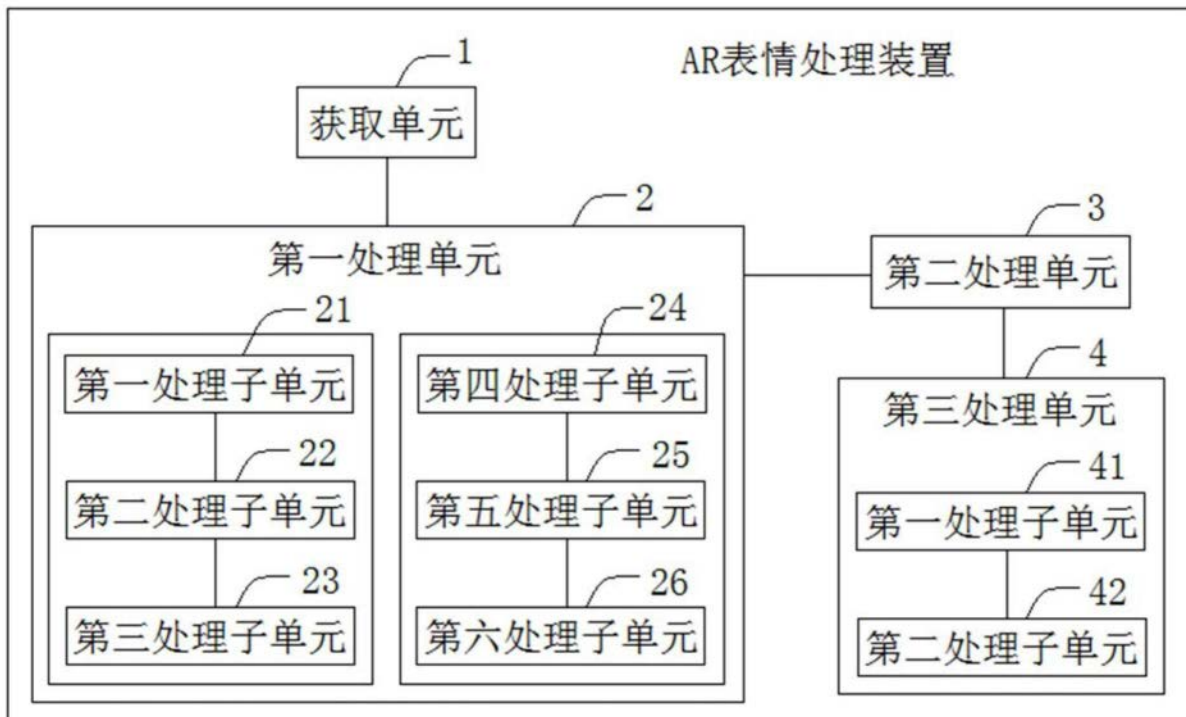 AR表情处理装置
1
获取单元
2
第一处理单元
21
第一处理子单元
22
第二处理子单元
23
第三处理子单元
24
第四处理子单元
25
第五处理子单元
26
第六处理子单元
3
第二处理单元
4
第三处理单元
41
第一处理子单元
42
第二处理子单元